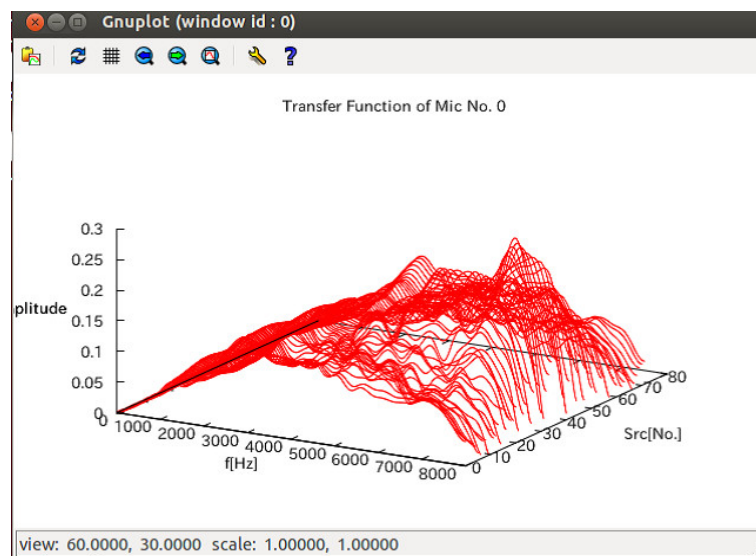 Gnuplot (window id : 0)
Transfer Function of Mic No. 0
0.3
0.25
0.2
0.15
0.1
0.05
0
plitude
0 1000 2000 3000 4000 5000 6000 7000 8000
f[Hz]
0 10 20 30 40 50 60 70 80
Src[No.]
view: 60.0000, 30.0000 scale: 1.00000, 1.00000